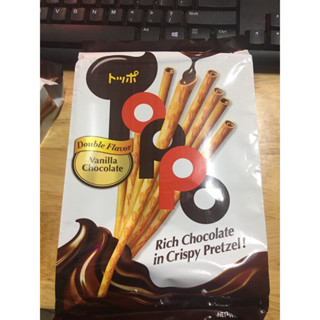 トッポ
Toppo
Double Flavor
Vanilla
Chocolate
Rich Chocolate
in Crispy Pretzel!